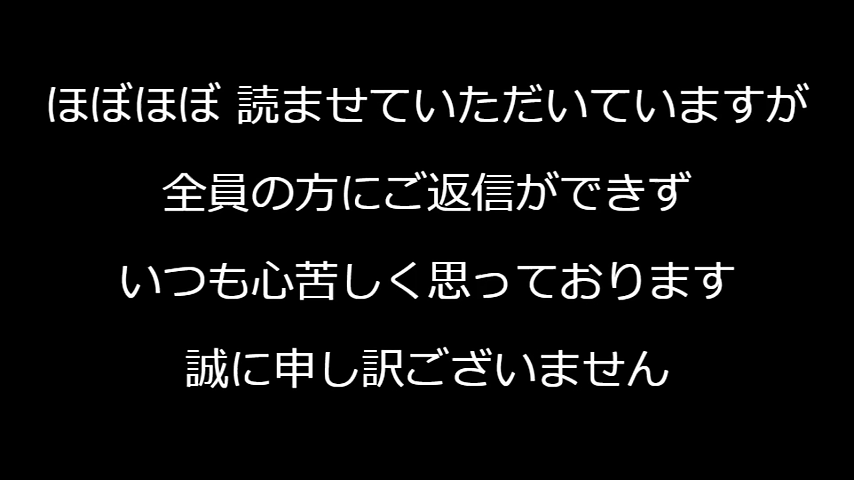 ほぼほぼ 読ませていただいていますが
全員の方にご返信ができず
いつも心苦しく思っております
誠に申し訳ございません